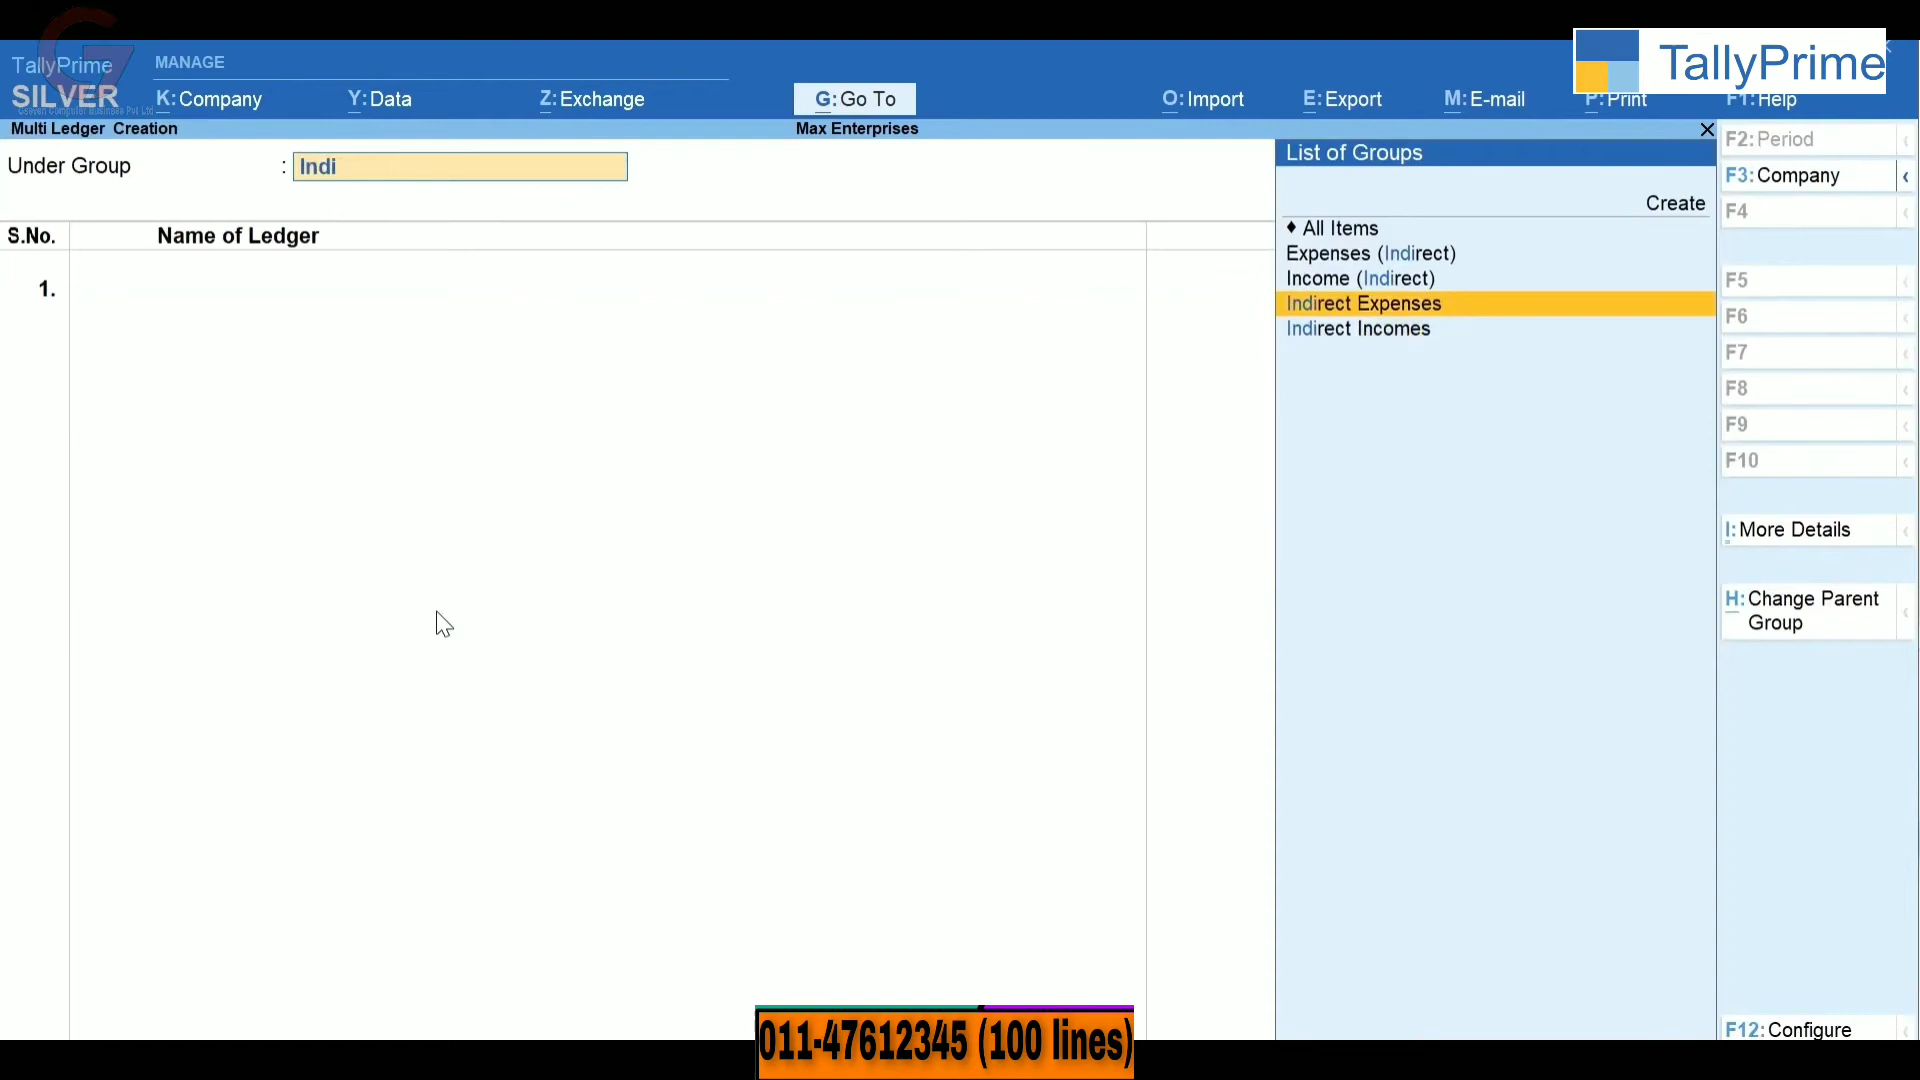 TallyPrime
MANAGE
TallyPrime
SILVER
K: Company
Y: Data
Z: Exchange
G: Go To
O: Import
E: Export
M: E-mail
P: Print
F1: Help
Multi Ledger Creation
Max Enterprises
Under Group : Indi
List of Groups
Create
S.No. Name of Ledger
1.
♦ All Items
Expenses (Indirect)
Income (Indirect)
Indirect Expenses
Indirect Incomes
F2: Period
F3: Company
F4
F5
F6
F7
F8
F9
F10
I: More Details
H: Change Parent
Group
F12: Configure
011-47612345 (100 lines)